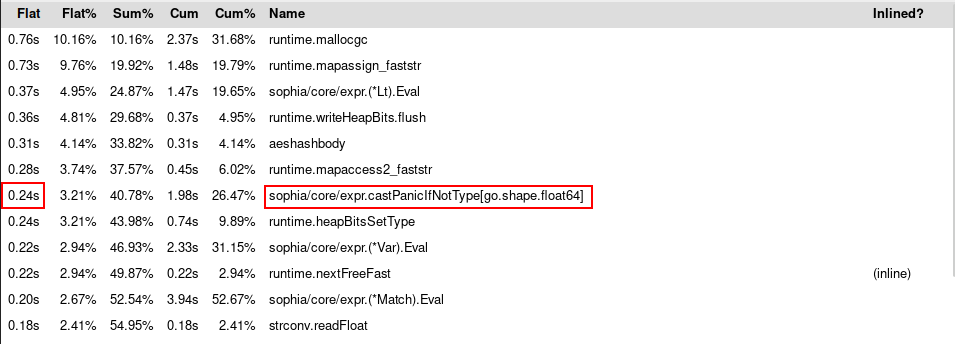 Flat Flat% Sum% Cum Cum% Name Inlined?
0.76s 10.16% 10.16% 2.37s 31.68% runtime.mallocgc
0.73s 9.76% 19.92% 1.48s 19.79% runtime.mapassign_faststr
0.37s 4.95% 24.87% 1.47s 19.65% sophia/core/expr.(*Lt).Eval
0.36s 4.81% 29.68% 0.37s 4.95% runtime.writeHeapBits.flush
0.31s 4.14% 33.82% 0.31s 4.14% aeshashbody
0.28s 3.74% 37.57% 0.45s 6.02% runtime.mapaccess2_faststr
0.24s 3.21% 40.78% 1.98s 26.47% sophia/core/expr.castPanicIfNotType[go.shape.float64]
0.24s 3.21% 43.98% 0.74s 9.89% runtime.heapBitsSetType
0.22s 2.94% 46.93% 2.33s 31.15% sophia/core/expr.(*Var).Eval
0.22s 2.94% 49.87% 0.22s 2.94% runtime.nextFreeFast (inline)
0.20s 2.67% 52.54% 3.94s 52.67% sophia/core/expr.(*Match).Eval
0.18s 2.41% 54.95% 0.18s 2.41% strconv.readFloat